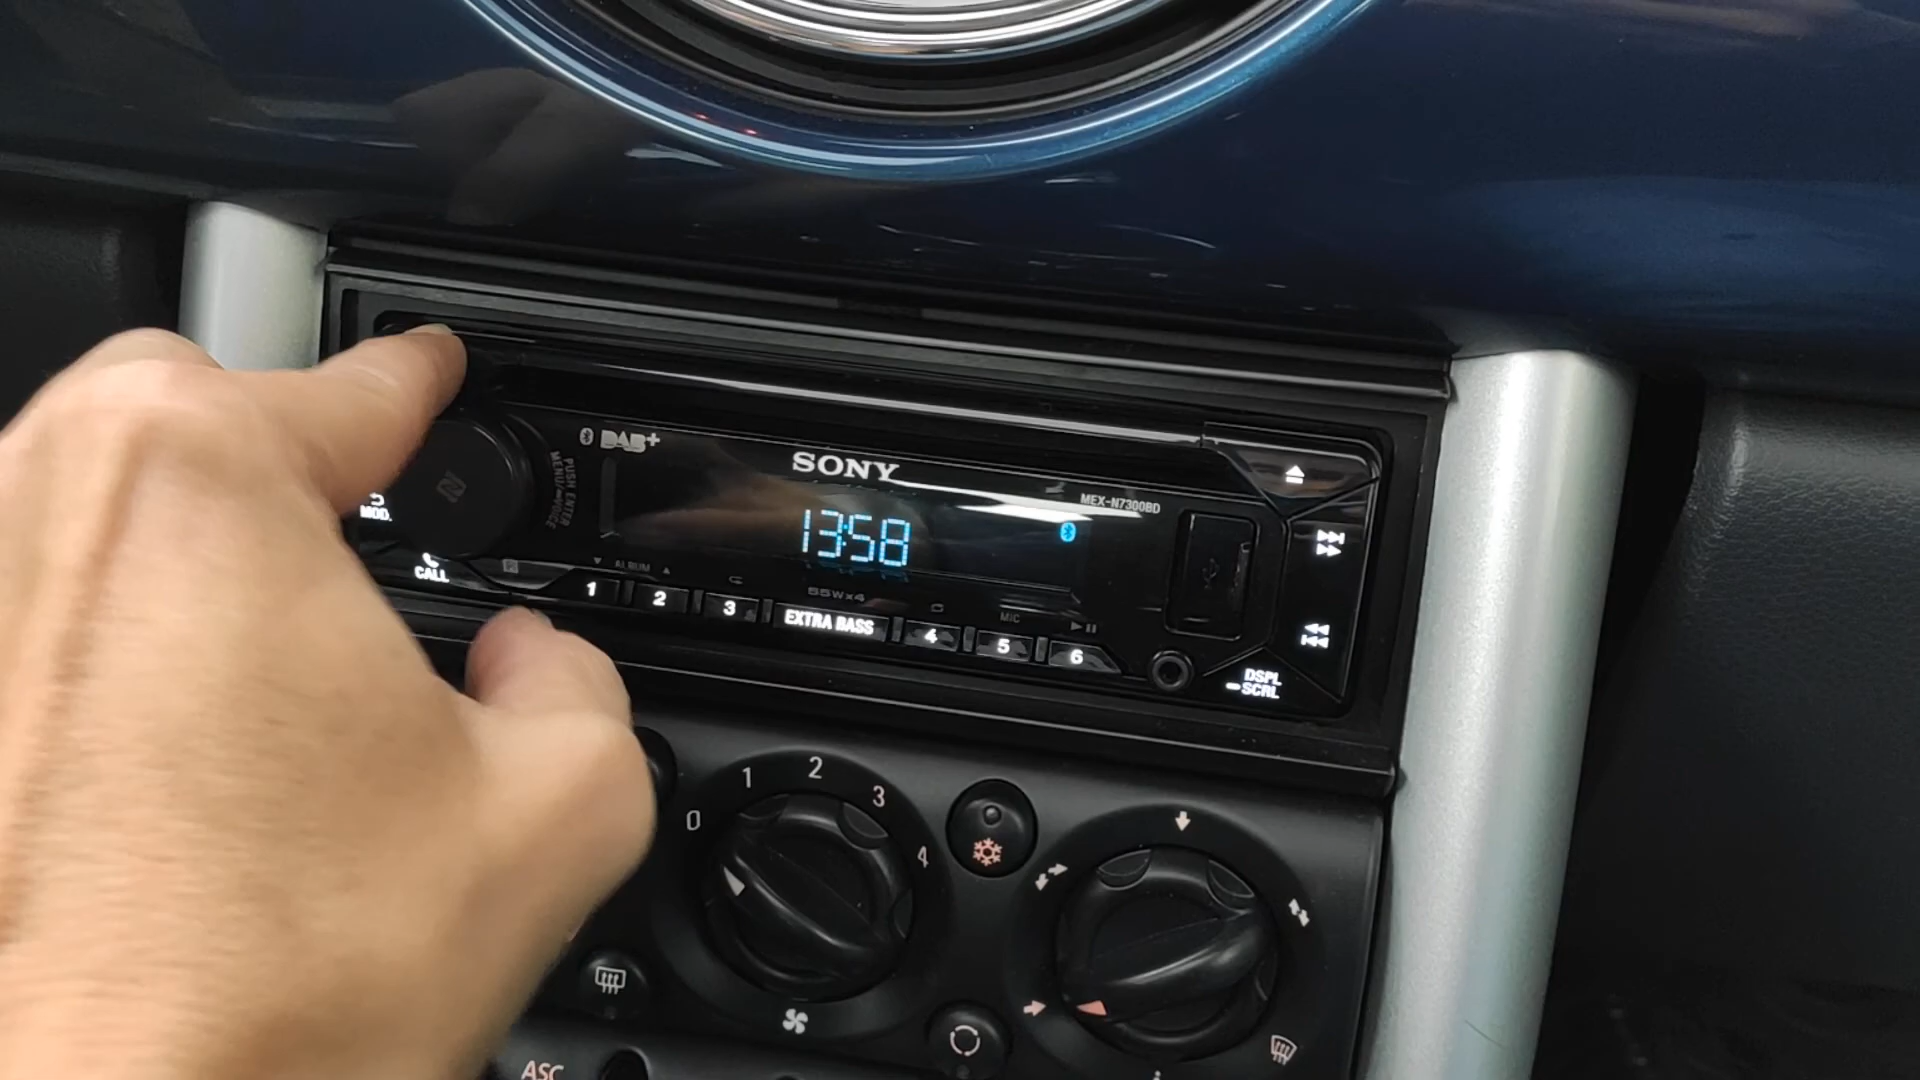 DAB+
SONY
MEX-N7300BD
PUSH ENTER
MENU/
VOICE
13:58
MOD.
CALL
ALBUM
55Wx4
MIC
1
2
3
EXTRA BASS
4
5
6
DSPL
SCRL
0
1
2
3
4
ASC